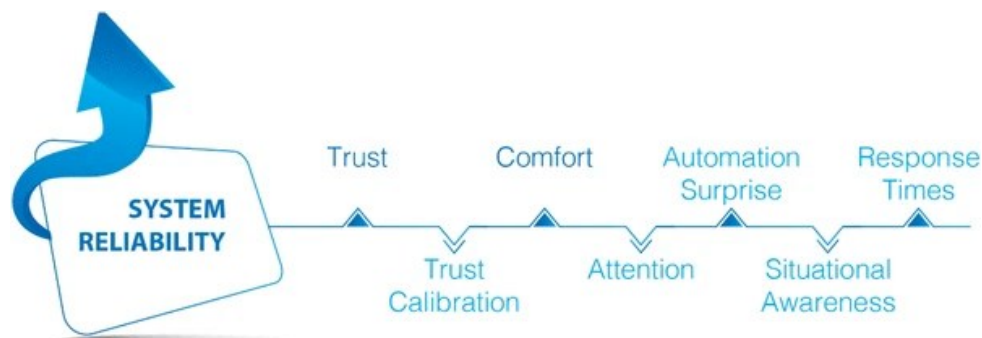 SYSTEM
RELIABILITY
Trust
Trust
Calibration
Comfort
Attention
Automation
Surprise
Situational
Awareness
Response
Times